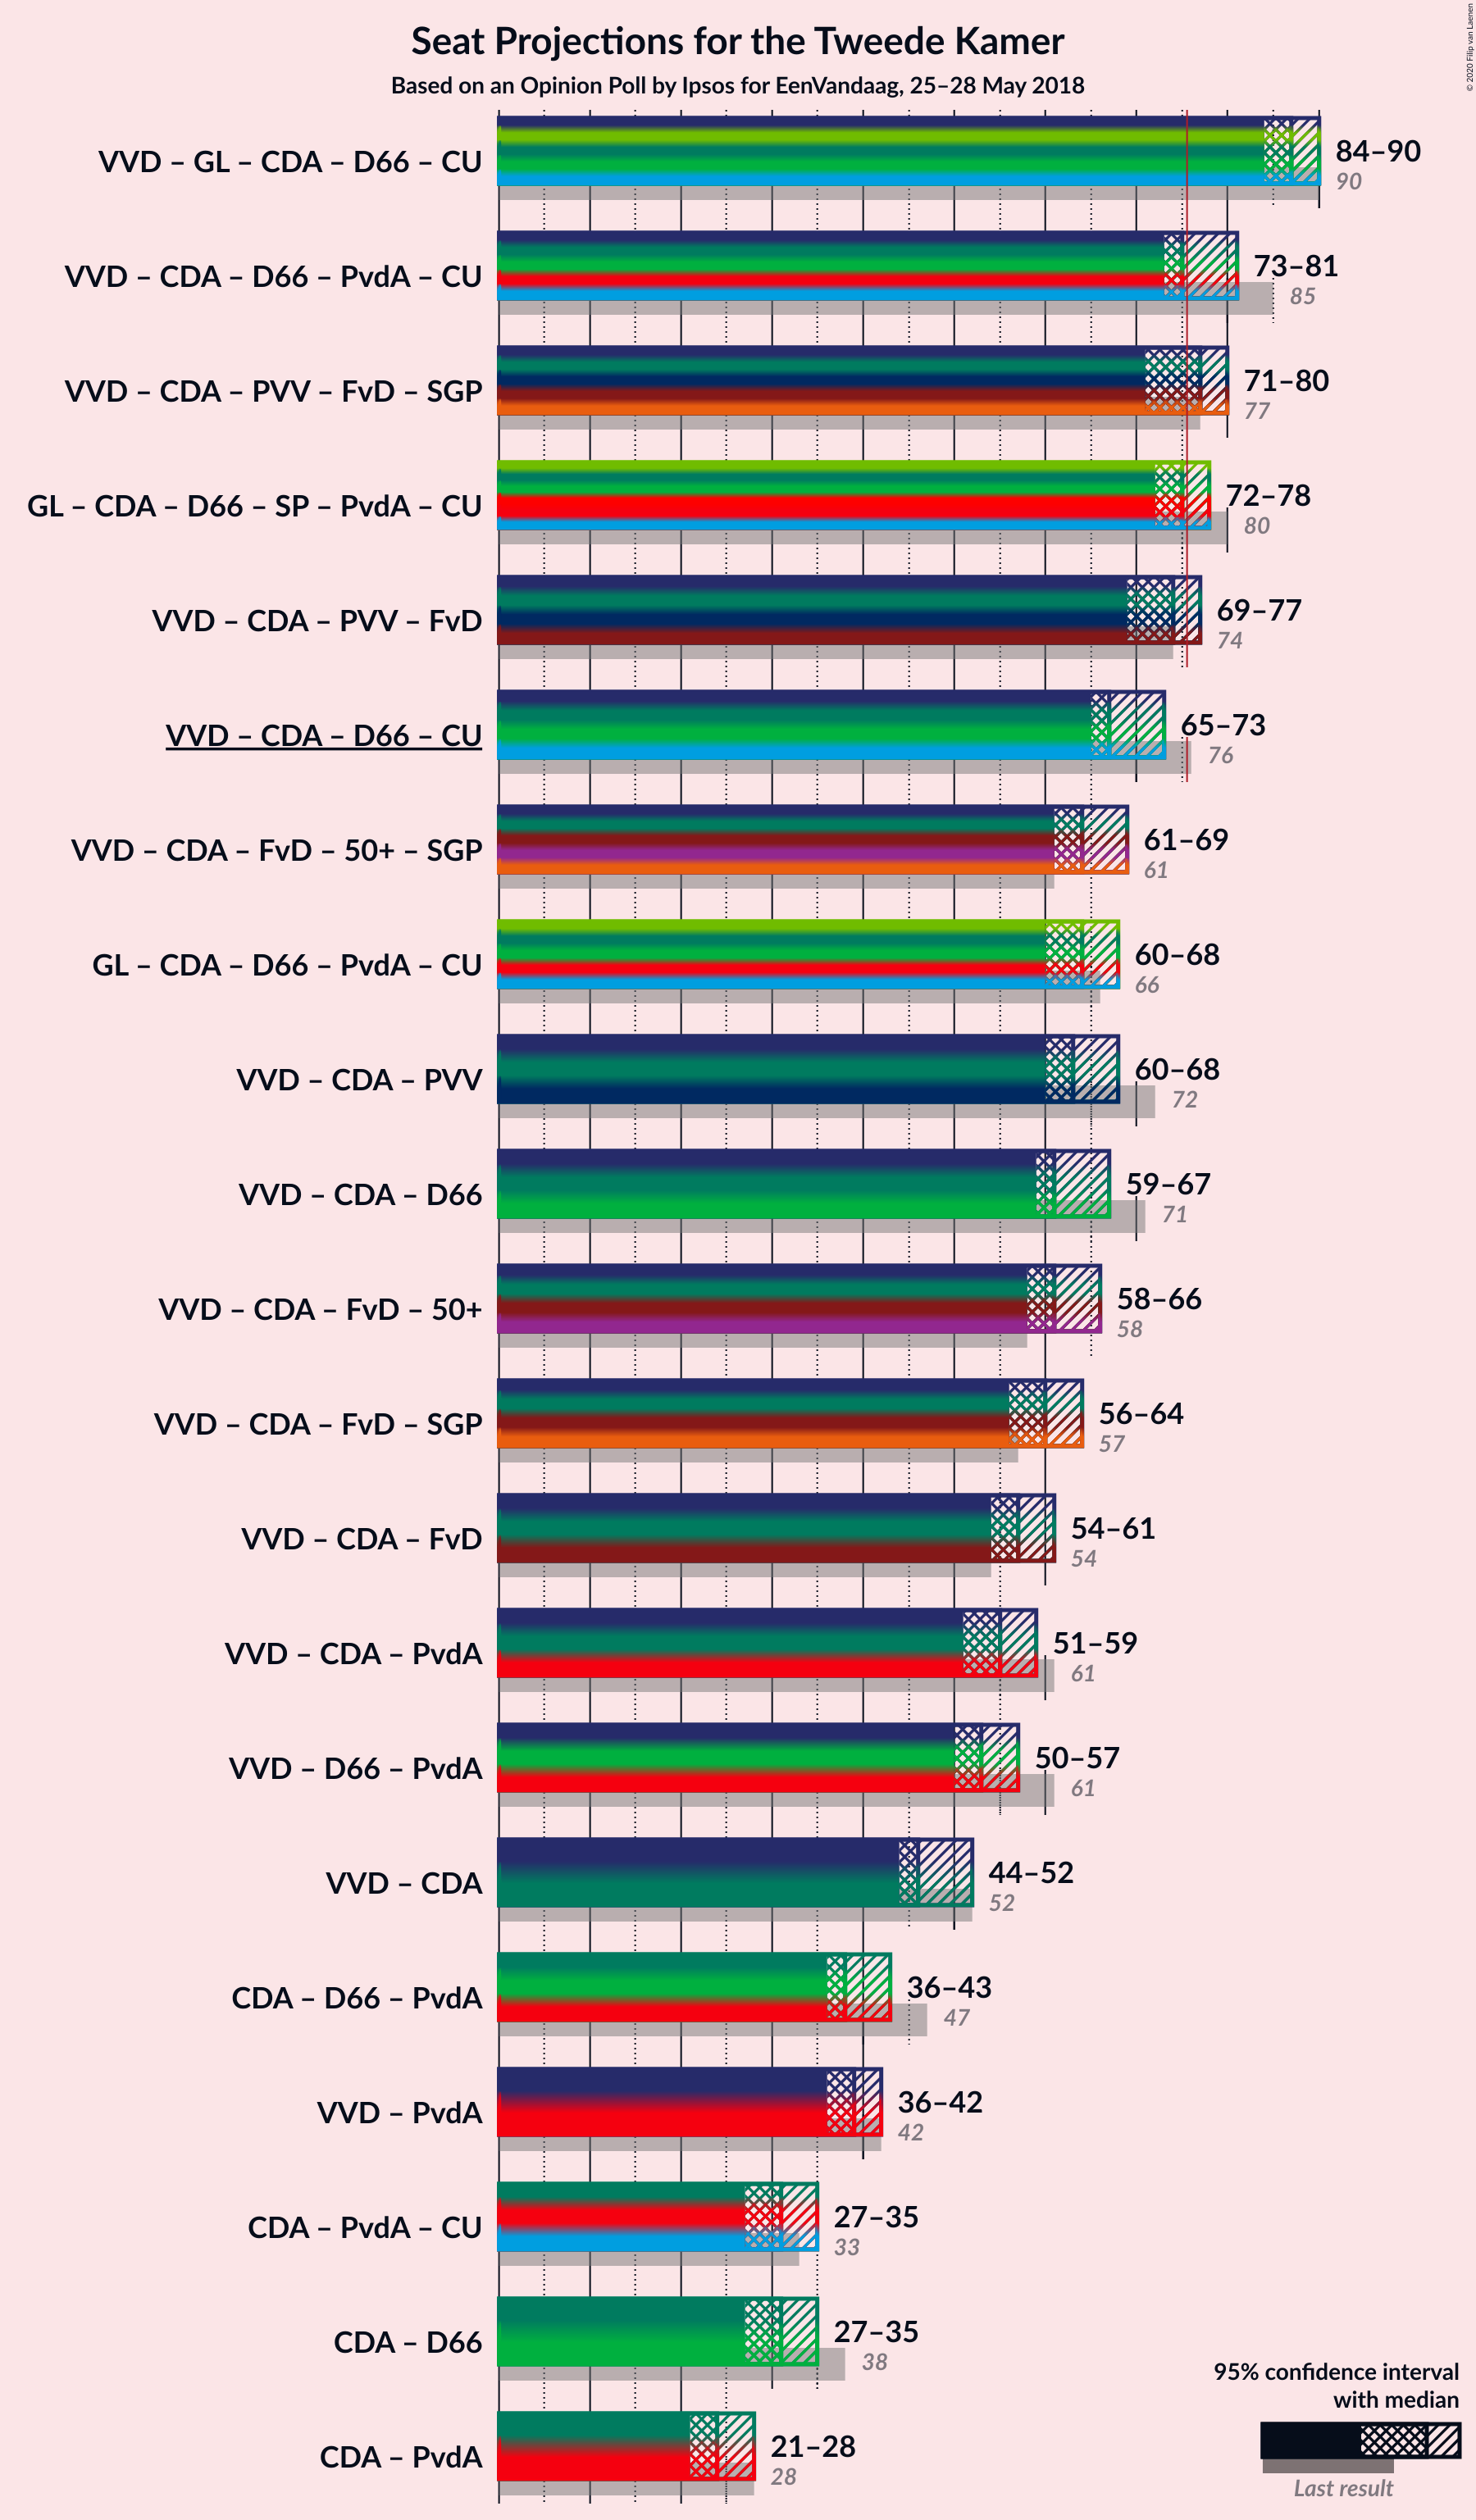 Seat Projections for the Tweede Kamer
Based on an Opinion Poll by Ipsos for EenVandaag, 25–28 May 2018
© 2020 Filip van Laenen
VVD – GL – CDA – D66 – CU
84–90
90
VVD – CDA – D66 – PvdA – CU
73–81
85
VVD – CDA – PVV – FvD – SGP
71–80
77
GL – CDA – D66 – SP – PvdA – CU
72–78
80
VVD – CDA – PVV – FvD
69–77
74
VVD – CDA – D66 – CU
65–73
76
VVD – CDA – FvD – 50+ – SGP
61–69
61
GL – CDA – D66 – PvdA – CU
60–68
66
VVD – CDA – PVV
60–68
72
VVD – CDA – D66
59–67
71
VVD – CDA – FvD – 50+
58–66
58
VVD – CDA – FvD – SGP
56–64
57
VVD – CDA – FvD
54–61
54
VVD – CDA – PvdA
51–59
61
VVD – D66 – PvdA
50–57
61
VVD – CDA
44–52
52
CDA – D66 – PvdA
36–43
47
VVD – PvdA
36–42
42
CDA – PvdA – CU
27–35
33
CDA – D66
27–35
38
CDA – PvdA
21–28
28
95% confidence interval
with median
Last result